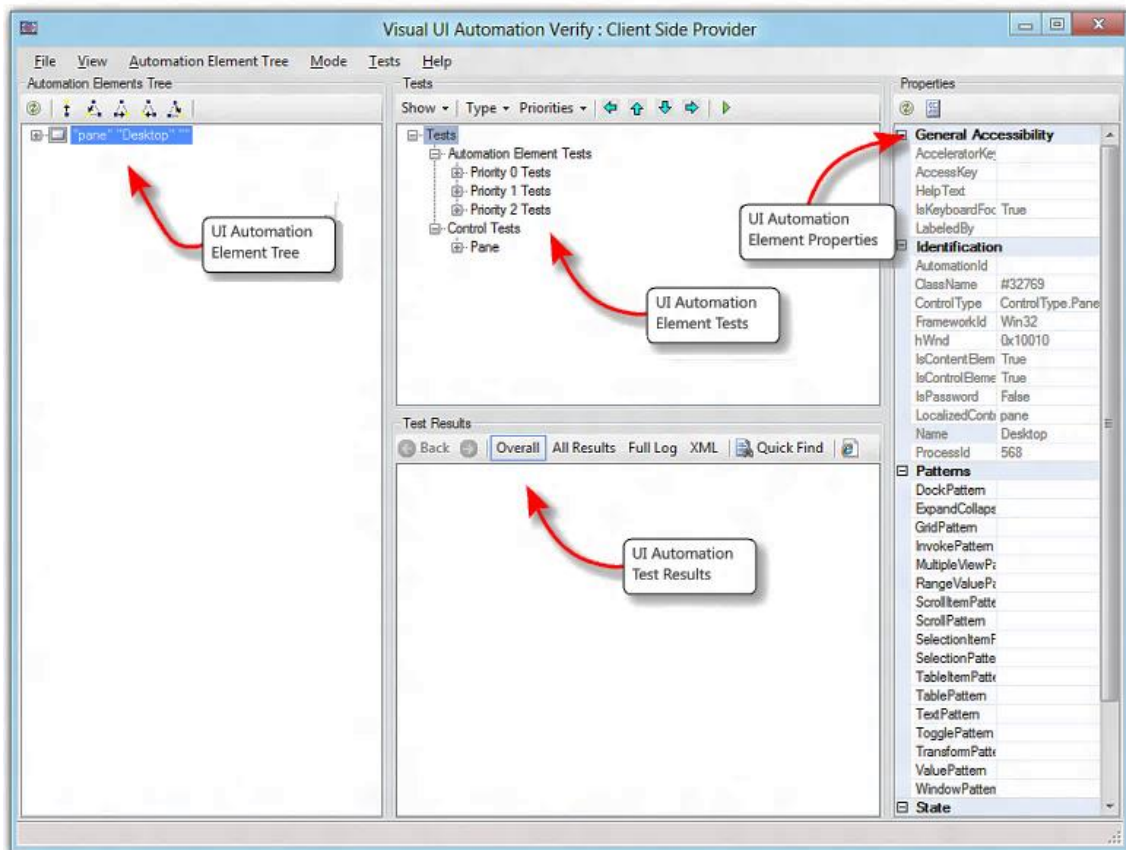 Visual UI Automation Verify : Client Side Provider
File View Automation Element Tree Mode Tests Help
Automation Elements Tree
"pane" "Desktop" ""
UI Automation
Element Tree
Tests
Show Type Priorities
Tests
Automation Element Tests
Priority 0 Tests
Priority 1 Tests
Priority 2 Tests
Control Tests
Pane
UI Automation
Element Tests
Test Results
Back Overall All Results Full Log XML Quick Find
UI Automation
Test Results
UI Automation
Element Properties
Properties
General Accessibility
AcceleratorKey
AccessKey
HelpText
IsKeyboardFoc True
LabeledBy
Identification
AutomationId
ClassName #32769
ControlType ControlType.Pane
FrameworkId Win32
hWnd 0x10010
IsContentElem True
IsControlEleme True
IsPassword False
LocalizedContr pane
Name Desktop
ProcessId 568
Patterns
DockPattern
ExpandCollaps
GridPattern
InvokePattern
MultipleViewPa
RangeValuePa
ScrollItemPatte
ScrollPattern
SelectionItemF
SelectionPatte
TableItemPatte
TablePattern
TextPattern
TogglePattern
TransformPatte
ValuePattern
WindowPattern
State